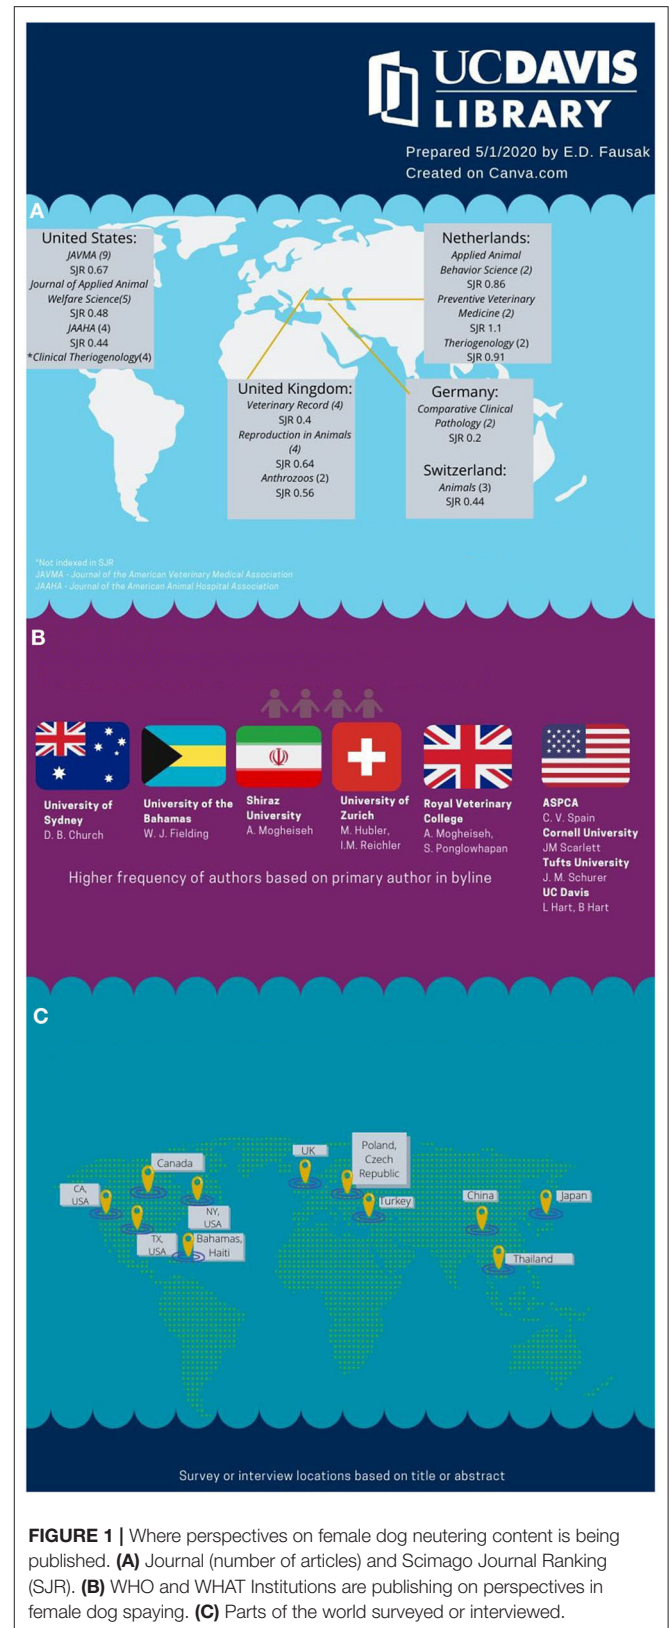 UCDAVIS
LIBRARY
Prepared 5/1/2020 by E.D. Fausak
Created on Canva.com
A
United States:
JAVMA (9)
SJR 0.67
Journal of Applied Animal
Welfare Science(5)
SJR 0.48
JAAHA (4)
SJR 0.44
*Clinical Theriogenology(4)
Netherlands:
Applied Animal
Behavior Science (2)
SJR 0.86
Preventive Veterinary
Medicine (2)
SJR 1.1
Theriogenology (2)
SJR 0.91
United Kingdom:
Veterinary Record (4)
SJR 0.4
Reproduction in Animals
(4)
SJR 0.64
Anthrozoos (2)
SJR 0.56
Germany:
Comparative Clinical
Pathology (2)
SJR 0.2
Switzerland:
Animals (3)
SJR 0.44
*Not indexed in SJR
JAVMA - Journal of the American Veterinary Medical Association
JAAHA - Journal of the American Animal Hospital Association
B
University of
Sydney
D. B. Church
University of the
Bahamas
W. J. Fielding
Shiraz
University
A. Mogheiseh
University of
Zurich
M. Hubler,
I.M. Reichler
Royal Veterinary
College
A. Mogheiseh,
S. Ponglowhapan
ASPCA
C. V. Spain
Cornell University
JM Scarlett
Tufts University
J. M. Schurer
UC Davis
L Hart, B Hart
Higher frequency of authors based on primary author in byline
C
Canada
CA,
USA
TX,
USA
NY,
USA
Bahamas,
Haiti
UK
Poland,
Czech
Republic
Turkey
China
Japan
Thailand
Survey or interview locations based on title or abstract
FIGURE 1 | Where perspectives on female dog neutering content is being
published. (A) Journal (number of articles) and Scimago Journal Ranking
(SJR). (B) WHO and WHAT Institutions are publishing on perspectives in
female dog spaying. (C) Parts of the world surveyed or interviewed.